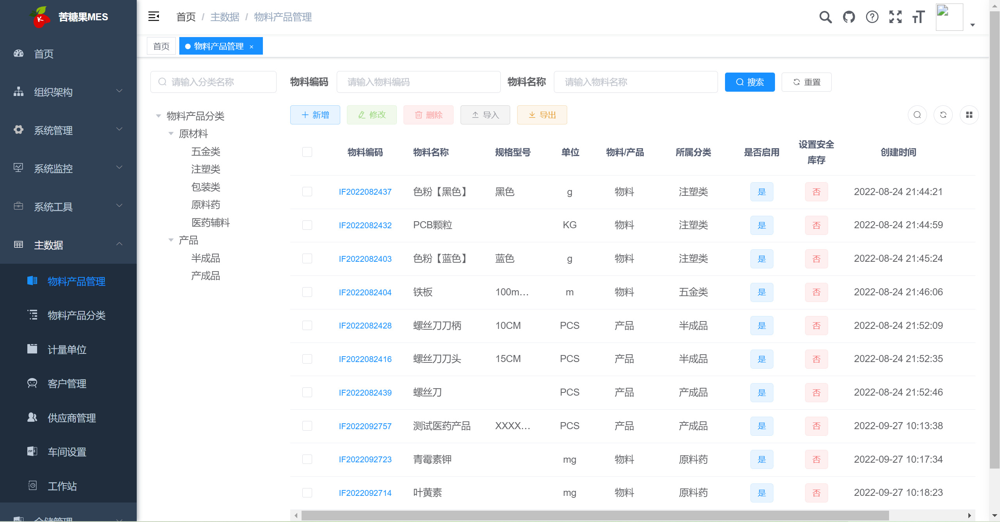 苦糖果MES
首页
组织架构
系统管理
系统监控
系统工具
主数据
物料产品管理
物料产品分类
计量单位
客户管理
供应商管理
车间设置
工作站
仓储管理
首页 / 主数据 / 物料产品管理
首页 物料产品管理 ×
请输入分类名称
物料产品分类
原材料
五金类
注塑类
包装类
原料药
医药辅料
产品
半成品
产成品
物料编码 请输入物料编码 物料名称 请输入物料名称 搜索 重置
新增 修改 删除 导入 导出
物料编码 物料名称 规格型号 单位 物料/产品 所属分类 是否启用 设置安全库存 创建时间
IF2022082437 色粉【黑色】 黑色 g 物料 注塑类 是 否 2022-08-24 21:44:21
IF2022082432 PCB颗粒 KG 物料 注塑类 是 否 2022-08-24 21:44:59
IF2022082403 色粉【蓝色】 蓝色 g 物料 注塑类 是 否 2022-08-24 21:45:24
IF2022082404 铁板 100m… m 物料 五金类 是 否 2022-08-24 21:46:06
IF2022082428 螺丝刀刀柄 10CM PCS 产品 半成品 是 否 2022-08-24 21:52:09
IF2022082416 螺丝刀刀头 15CM PCS 产品 半成品 是 否 2022-08-24 21:52:35
IF2022082439 螺丝刀 PCS 产品 产成品 是 否 2022-08-24 21:52:46
IF2022092757 测试医药产品 XXXX… PCS 产品 产成品 是 否 2022-09-27 10:13:38
IF2022092723 青霉素钾 mg 物料 原料药 是 否 2022-09-27 10:17:34
IF2022092714 叶黄素 mg 物料 原料药 是 否 2022-09-27 10:18:23